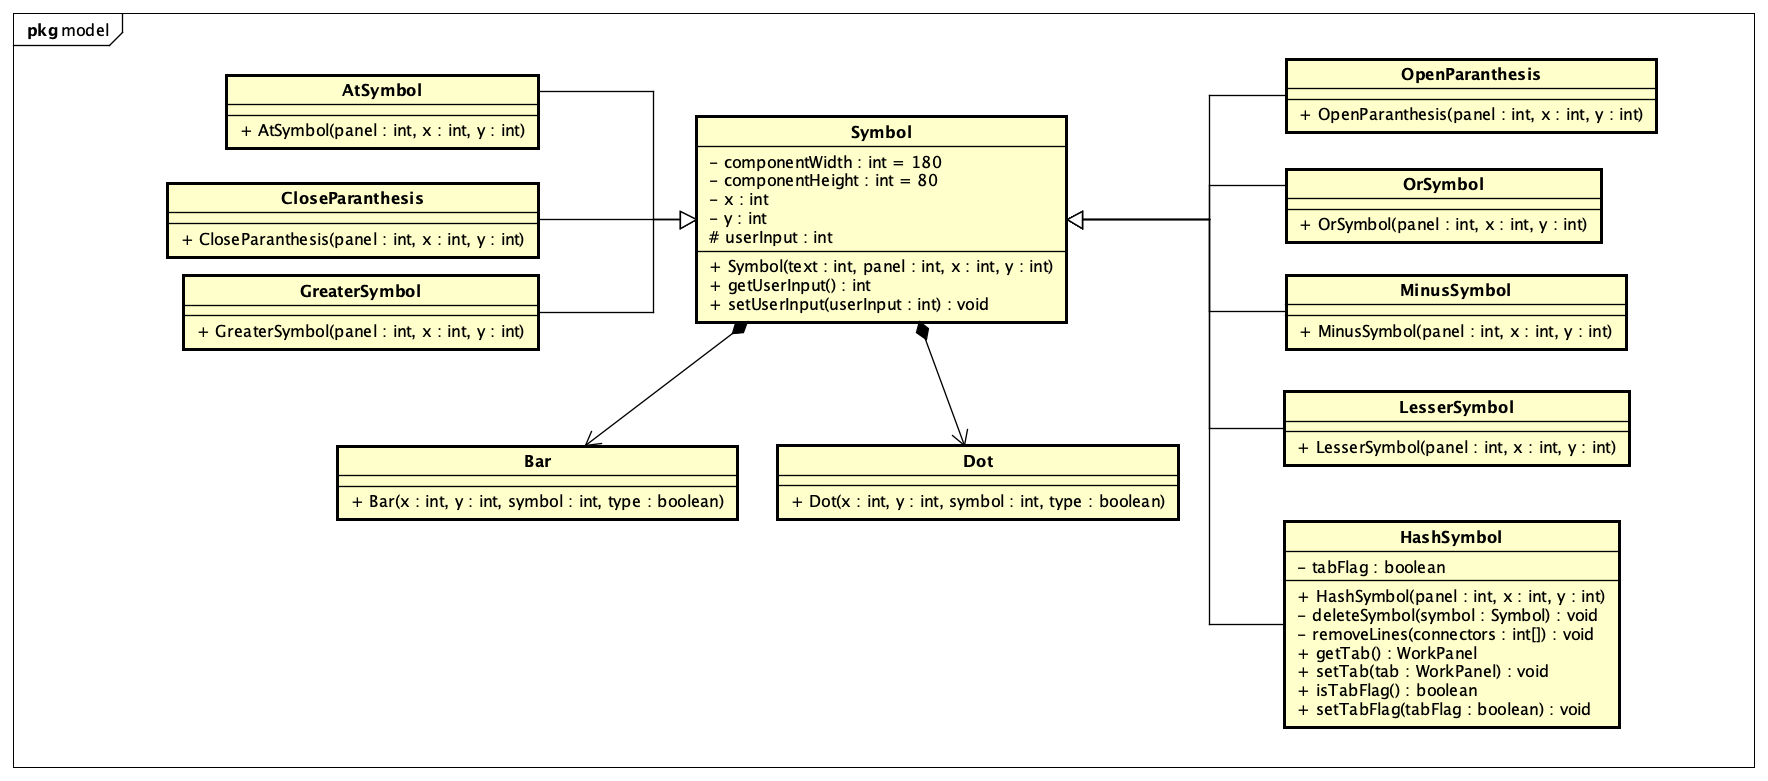 pkg model
AtSymbol
+ AtSymbol(panel : int, x : int, y : int)
CloseParanthesis
+ CloseParanthesis(panel : int, x : int, y : int)
GreaterSymbol
+ GreaterSymbol(panel : int, x : int, y : int)
Symbol
- componentWidth : int = 180
- componentHeight : int = 80
- x : int
- y : int
# userInput : int
+ Symbol(text : int, panel : int, x : int, y : int)
+ getUserInput() : int
+ setUserInput(userInput : int) : void
Bar
+ Bar(x : int, y : int, symbol : int, type : boolean)
Dot
+ Dot(x : int, y : int, symbol : int, type : boolean)
OpenParanthesis
+ OpenParanthesis(panel : int, x : int, y : int)
OrSymbol
+ OrSymbol(panel : int, x : int, y : int)
MinusSymbol
+ MinusSymbol(panel : int, x : int, y : int)
LesserSymbol
+ LesserSymbol(panel : int, x : int, y : int)
HashSymbol
- tabFlag : boolean
+ HashSymbol(panel : int, x : int, y : int)
- deleteSymbol(symbol : Symbol) : void
- removeLines(connectors : int[]) : void
+ getTab() : WorkPanel
+ setTab(tab : WorkPanel) : void
+ isTabFlag() : boolean
+ setTabFlag(tabFlag : boolean) : void